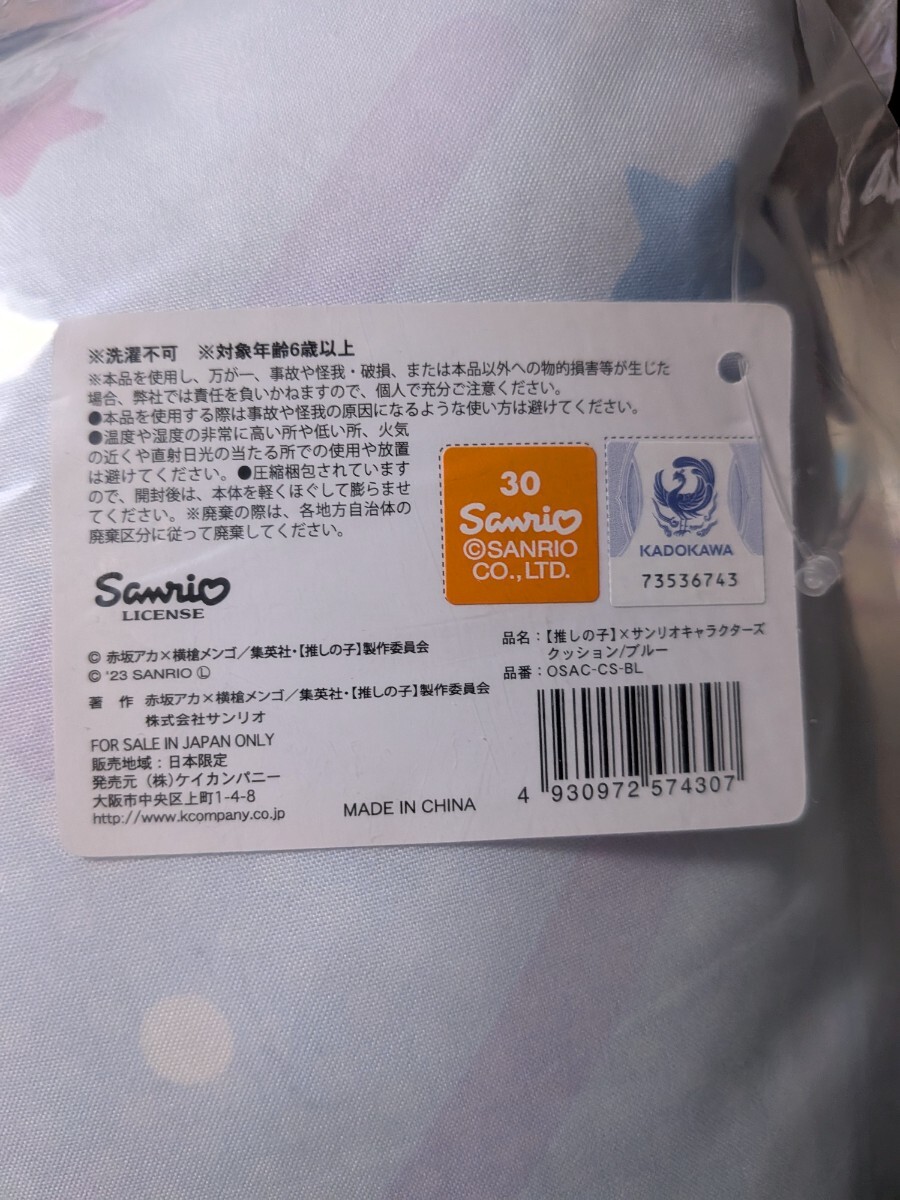 ※洗濯不可　※対象年齢6歳以上
※本品を使用し、万が一、事故や怪我・破損、または本品以外への物的損害等が生じた
場合、弊社では責任を負いかねますので、個人で充分ご注意ください。
●本品を使用する際は事故や怪我の原因になるような使い方は避けてください。
●温度や湿度の非常に高い所や低い所、火気
の近くや直射日光の当たる所での使用や放置
は避けてください。●圧縮梱包されています
ので、開封後は、本体を軽くほぐして膨らませ
てください。※廃棄の際は、各地方自治体の
廃棄区分に従って廃棄してください。
30
Sanrio
©SANRIO
CO.,LTD.
KADOKAWA
73536743
Sanrio
LICENSE
© 赤坂アカ×横槍メンゴ／集英社・【推しの子】製作委員会
© '23 SANRIO Ⓛ
著　作　赤坂アカ×横槍メンゴ／集英社・【推しの子】製作委員会
株式会社サンリオ
FOR SALE IN JAPAN ONLY
販売地域：日本限定
発売元（株）ケイカンパニー
大阪市中央区上町1-4-8
http://www.kcompany.co.jp
MADE IN CHINA
品名：【推しの子】×サンリオキャラクターズ
クッション/ブルー
品番：OSAC-CS-BL
4 930972 574307